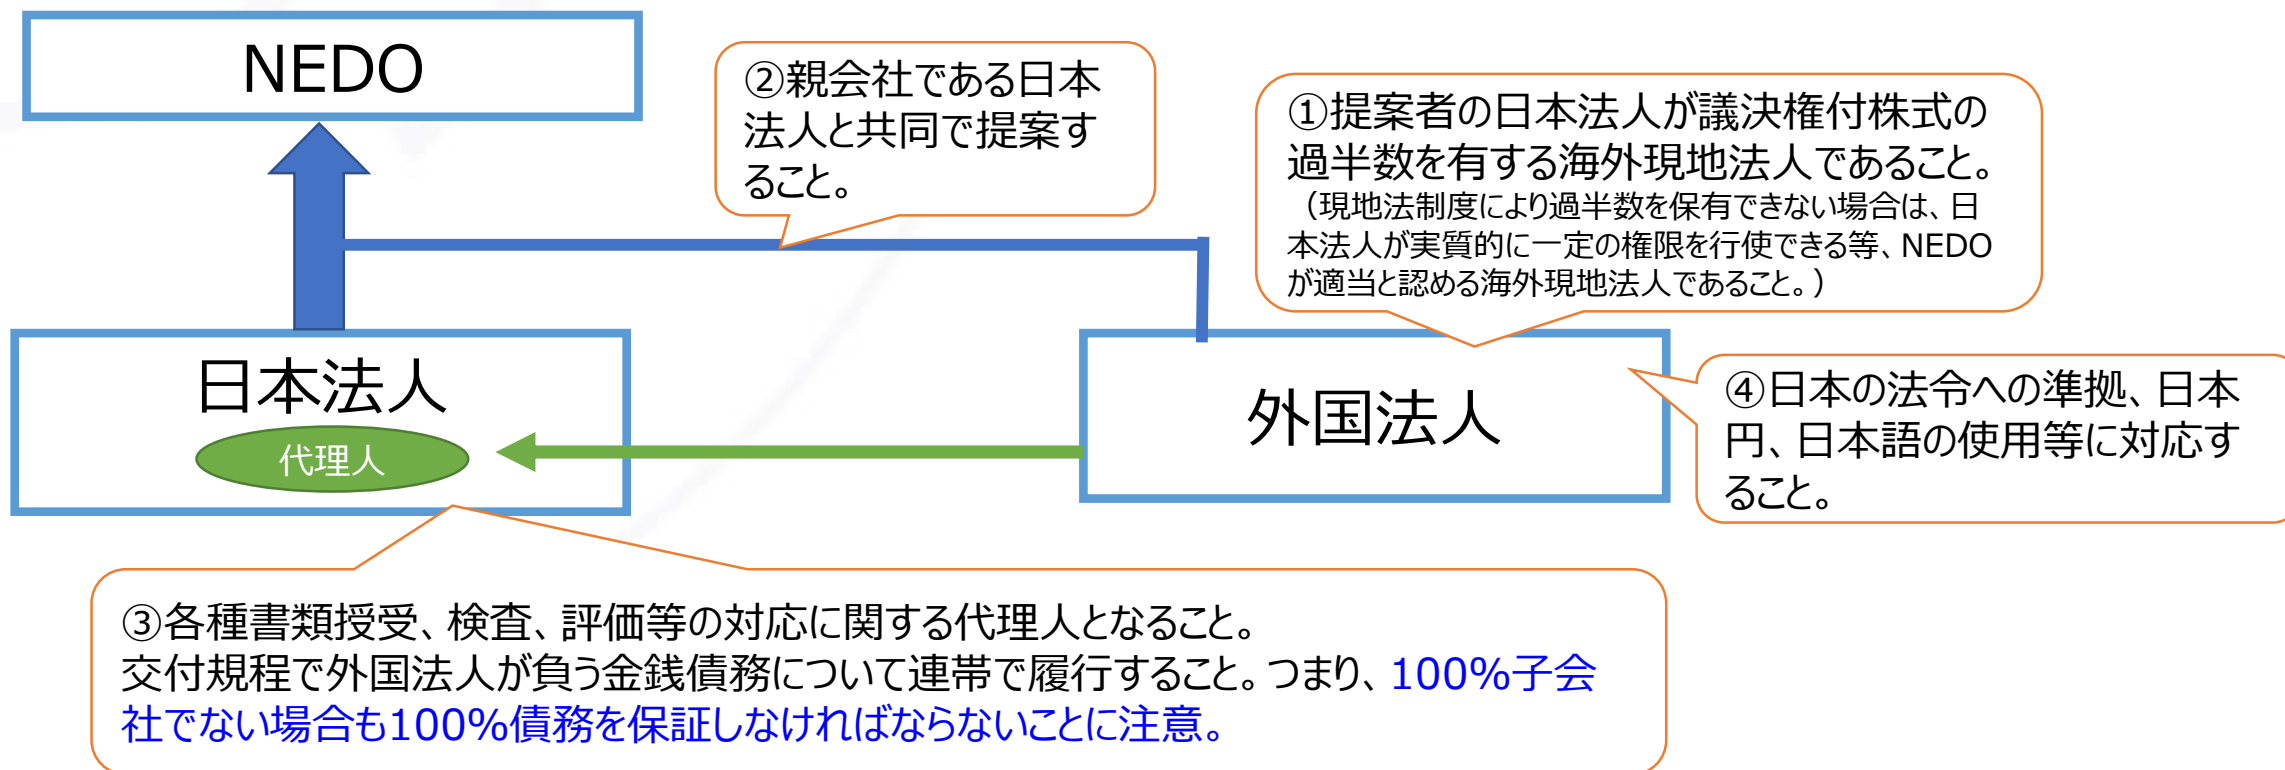 NEDO
②親会社である日本
法人と共同で提案す
ること。
①提案者の日本法人が議決権付株式の
過半数を有する海外現地法人であること。
（現地法制度により過半数を保有できない場合は、日
本法人が実質的に一定の権限を行使できる等、NEDO
が適当と認める海外現地法人であること。）
日本法人
代理人
外国法人
④日本の法令への準拠、日本
円、日本語の使用等に対応す
ること。
③各種書類授受、検査、評価等の対応に関する代理人となること。
交付規程で外国法人が負う金銭債務について連帯で履行すること。つまり、100%子会
社でない場合も100%債務を保証しなければならないことに注意。